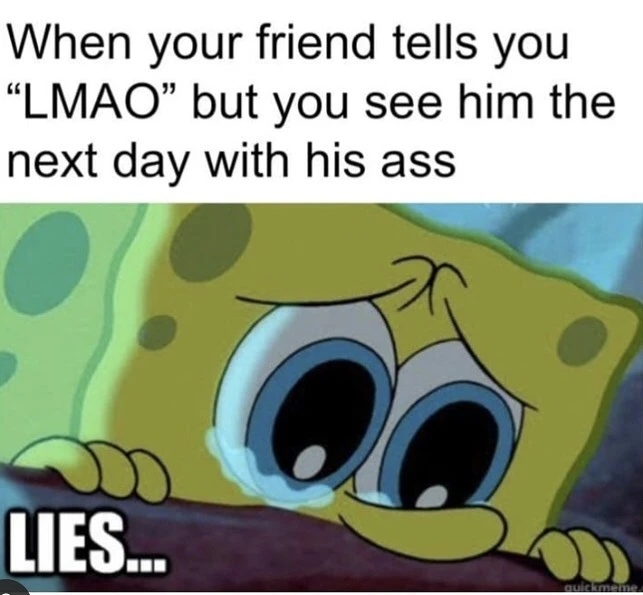 When your friend tells you
“LMAO” but you see him the
next day with his ass
LIES...
quickmeme